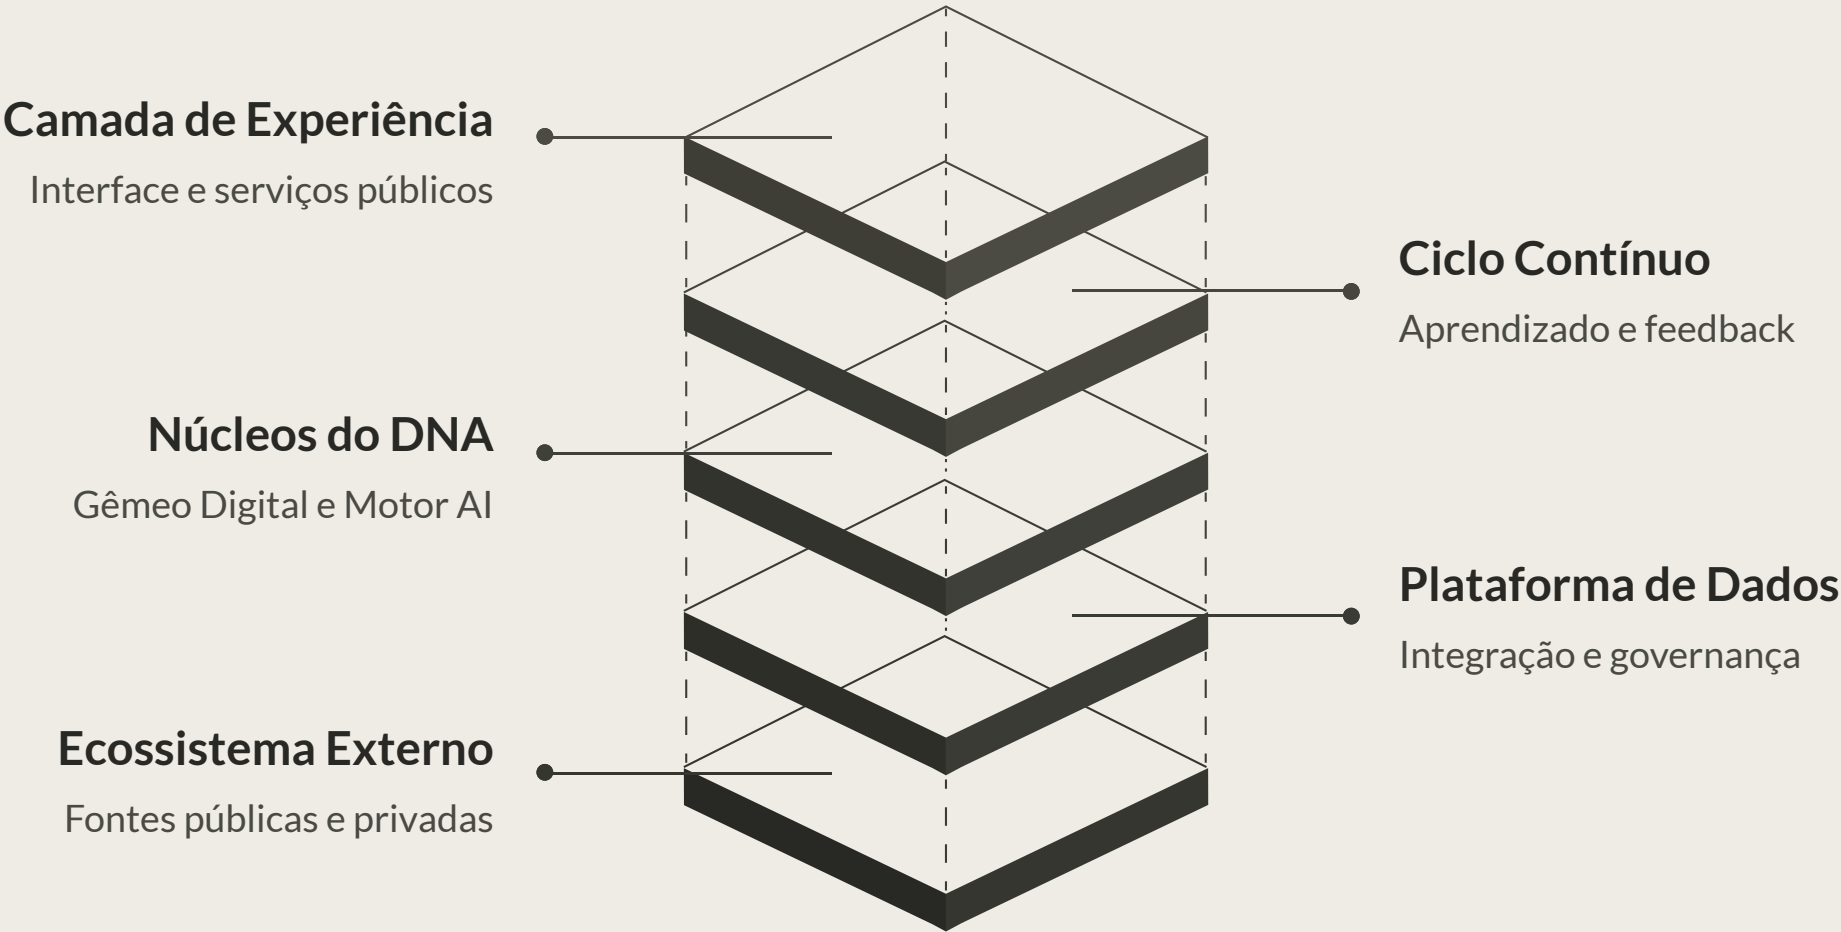 Camada de Experiência
Interface e serviços públicos
Ciclo Contínuo
Aprendizado e feedback
Núcleos do DNA
Gêmeo Digital e Motor AI
Plataforma de Dados
Integração e governança
Ecossistema Externo
Fontes públicas e privadas